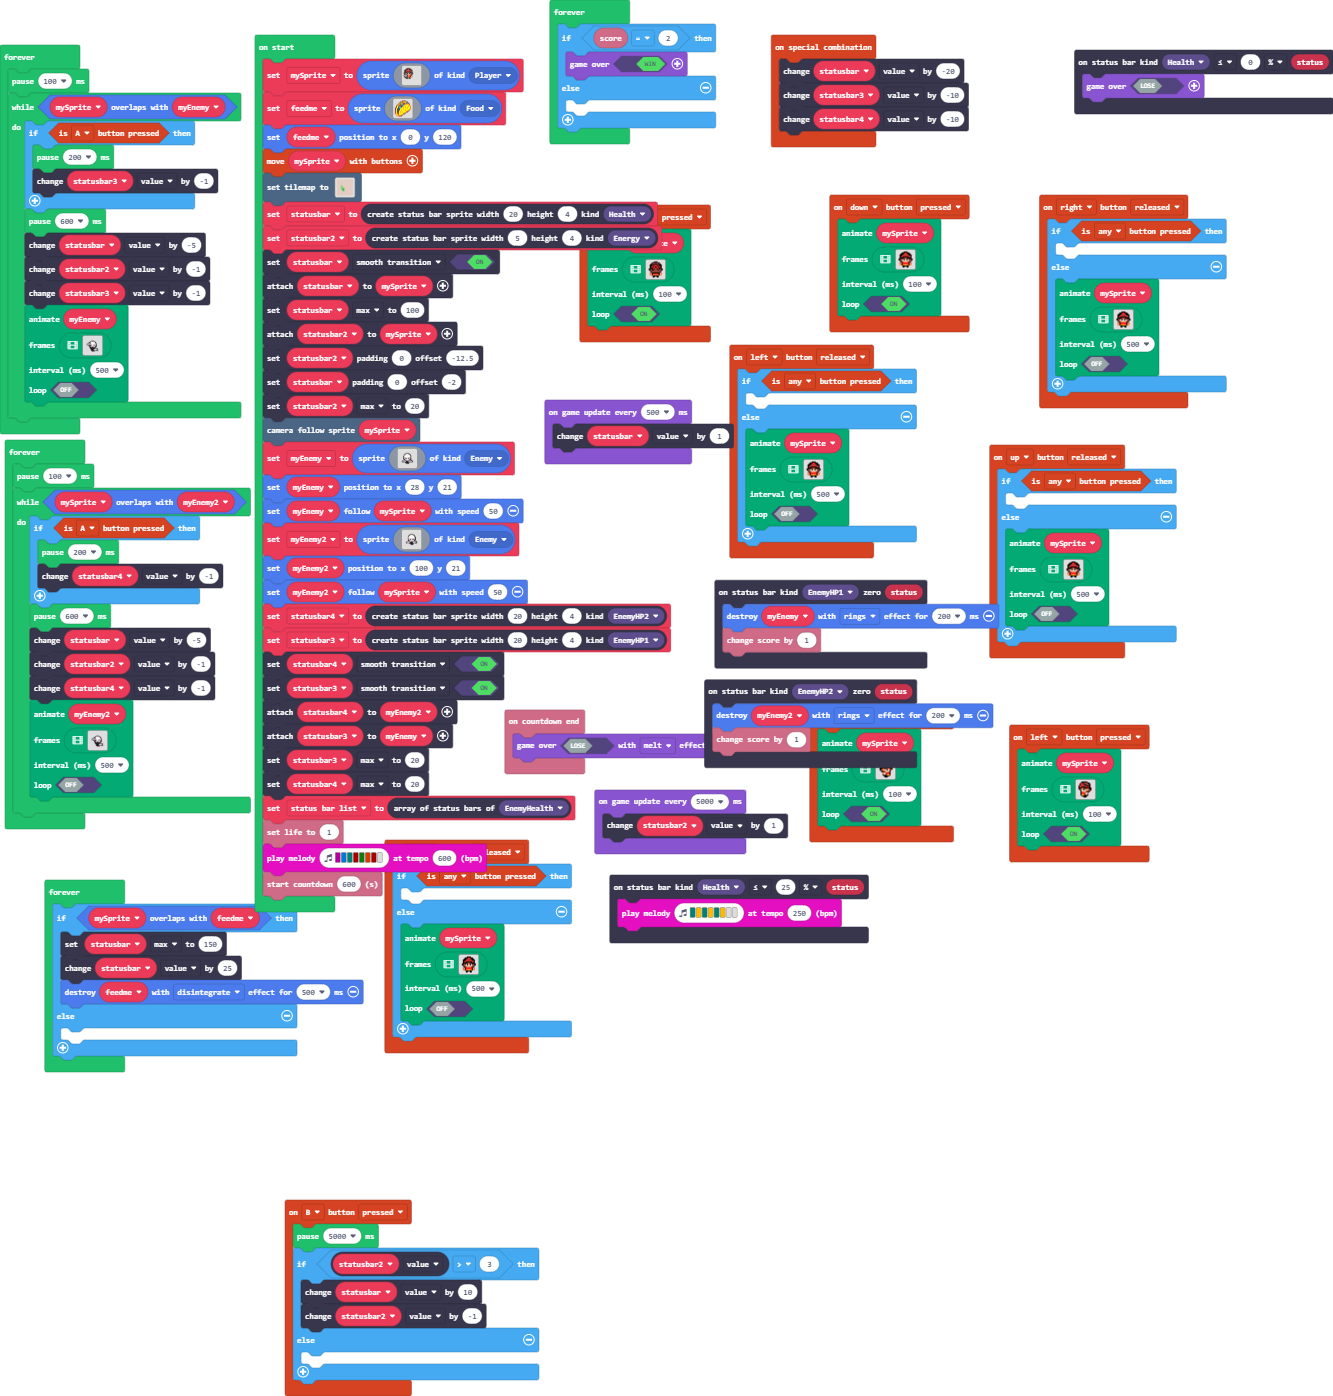 forever
pause 100 ms
while mySprite overlaps with myEnemy
do if is A button pressed then
pause 200 ms
change statusbar3 value by -1
pause 600 ms
change statusbar value by -5
change statusbar2 value by -1
change statusbar3 value by -1
animate myEnemy
frames
interval (ms) 500
loop OFF
forever
pause 100 ms
while mySprite overlaps with myEnemy2
do if is A button pressed then
pause 200 ms
change statusbar4 value by -1
pause 600 ms
change statusbar value by -5
change statusbar2 value by -1
change statusbar4 value by -1
animate myEnemy2
frames
interval (ms) 500
loop OFF
forever
if mySprite overlaps with feedme then
set statusbar max to 150
change statusbar value by 25
destroy feedme with disintegrate effect for 500 ms
else
on start
set mySprite to sprite of kind Player
set feedme to sprite of kind Food
set feedme position to x 0 y 120
move mySprite with buttons
set tilemap to
set statusbar to create status bar sprite width 20 height 4 kind Health
set statusbar2 to create status bar sprite width 5 height 4 kind Energy
set statusbar smooth transition ON
attach statusbar to mySprite
set statusbar max to 100
attach statusbar2 to mySprite
set statusbar2 padding 0 offset -12.5
set statusbar padding 0 offset -2
set statusbar2 max to 20
camera follow sprite mySprite
set myEnemy to sprite of kind Enemy
set myEnemy position to x 28 y 21
set myEnemy follow mySprite with speed 50
set myEnemy2 to sprite of kind Enemy
set myEnemy2 position to x 100 y 21
set myEnemy2 follow mySprite with speed 50
set statusbar4 to create status bar sprite width 20 height 4 kind EnemyHP2
set statusbar3 to create status bar sprite width 20 height 4 kind EnemyHP1
set statusbar4 smooth transition ON
set statusbar3 smooth transition ON
attach statusbar4 to myEnemy2
attach statusbar3 to myEnemy
set statusbar3 max to 20
set statusbar4 max to 20
set status bar list to array of status bars of EnemyHealth
set life to 1
play melody at tempo 600 (bpm)
start countdown 600 (s)
forever
if score = 2 then
game over WIN
else
on special combination
change statusbar value by -20
change statusbar3 value by -10
change statusbar4 value by -10
on status bar kind Health ≤ 0 % status
game over LOSE
pressed
frames
interval (ms) 100
loop ON
on down button pressed
animate mySprite
frames
interval (ms) 100
loop ON
on right button released
if is any button pressed then
else
animate mySprite
frames
interval (ms) 500
loop OFF
on left button released
if is any button pressed then
else
animate mySprite
frames
interval (ms) 500
loop OFF
on game update every 500 ms
change statusbar value by 1
on up button released
if is any button pressed then
else
animate mySprite
frames
interval (ms) 500
loop OFF
on status bar kind EnemyHP1 zero status
destroy myEnemy with rings effect for 200 ms
change score by 1
on status bar kind EnemyHP2 zero status
destroy myEnemy2 with rings effect for 200 ms
change score by 1
on countdown end
game over LOSE with melt effect
animate mySprite
frames
interval (ms) 100
loop ON
on left button pressed
animate mySprite
frames
interval (ms) 100
loop ON
on game update every 5000 ms
change statusbar2 value by 1
on status bar kind Health ≤ 25 % status
play melody at tempo 250 (bpm)
if is any button pressed then
else
animate mySprite
frames
interval (ms) 500
loop OFF
on B button pressed
pause 5000 ms
if statusbar2 value > 3 then
change statusbar value by 10
change statusbar2 value by -1
else